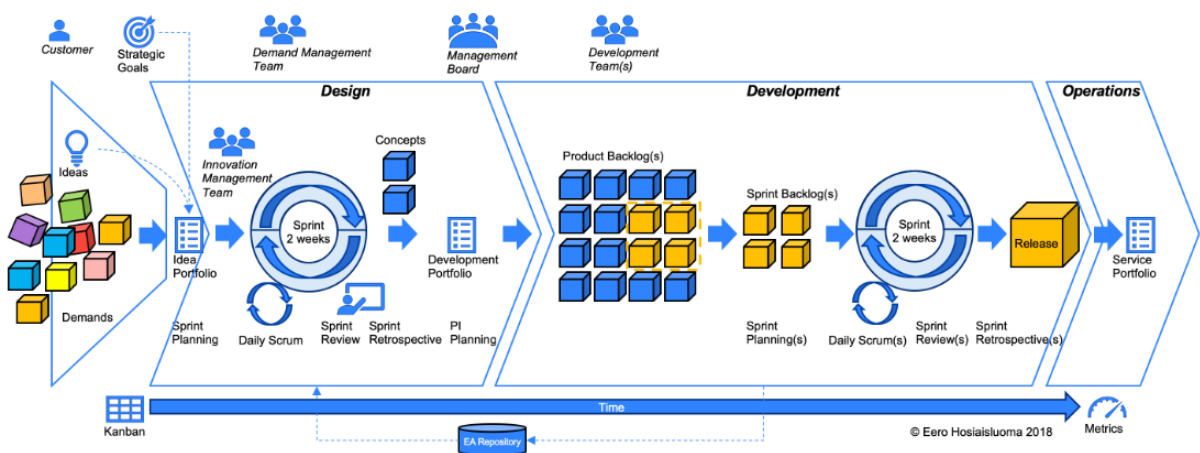 Customer
Strategic
Goals
Demand Management
Team
Management
Board
Development
Team(s)
Design
Development
Operations
Ideas
Innovation
Management
Team
Concepts
Product Backlog(s)
Sprint Backlog(s)
Sprint
2 weeks
Sprint
2 weeks
Release
Idea
Portfolio
Development
Portfolio
Service
Portfolio
Demands
Sprint
Planning
Daily Scrum
Sprint
Review
Sprint
Retrospective
PI
Planning
Sprint
Planning(s)
Daily Scrum(s)
Sprint
Review(s)
Sprint
Retrospective(s)
Time
Kanban
EA Repository
© Eero Hosiaisluoma 2018
Metrics